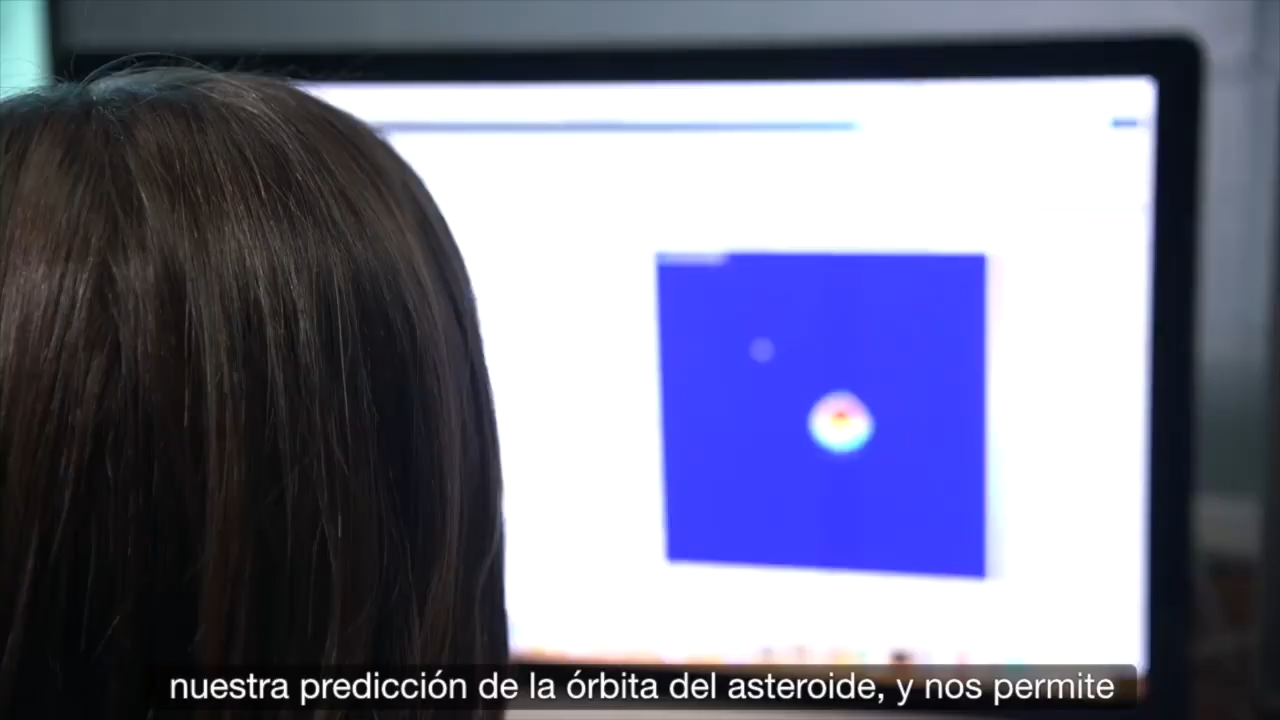 nuestra predicción de la órbita del asteroide, y nos permite